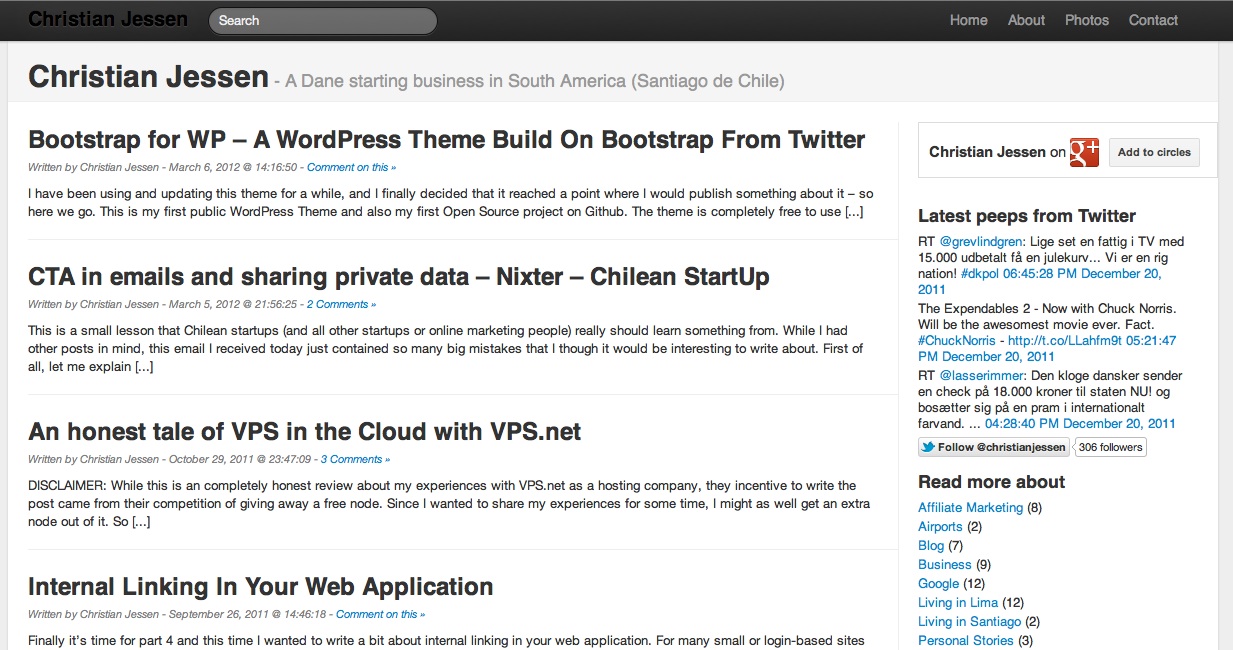 Christian Jessen
Search
Home About Photos Contact
Christian Jessen - A Dane starting business in South America (Santiago de Chile)
Bootstrap for WP – A WordPress Theme Build On Bootstrap From Twitter
Written by Christian Jessen - March 6, 2012 @ 14:16:50 - Comment on this »
I have been using and updating this theme for a while, and I finally decided that it reached a point where I would publish something about it – so
here we go. This is my first public WordPress Theme and also my first Open Source project on Github. The theme is completely free to use [...]
CTA in emails and sharing private data – Nixter – Chilean StartUp
Written by Christian Jessen - March 5, 2012 @ 21:56:25 - 2 Comments »
This is a small lesson that Chilean startups (and all other startups or online marketing people) really should learn something from. While I had
other posts in mind, this email I received today just contained so many big mistakes that I though it would be interesting to write about. First of
all, let me explain [...]
An honest tale of VPS in the Cloud with VPS.net
Written by Christian Jessen - October 29, 2011 @ 23:47:09 - 3 Comments »
DISCLAIMER: While this is an completely honest review about my experiences with VPS.net as a hosting company, they incentive to write the
post came from their competition of giving away a free node. Since I wanted to share my experiences for some time, I might as well get an extra
node out of it. So [...]
Internal Linking In Your Web Application
Written by Christian Jessen - September 26, 2011 @ 14:46:18 - Comment on this »
Finally it's time for part 4 and this time I wanted to write a bit about internal linking in your web application. For many small or login-based sites
Christian Jessen on g+ Add to circles
Latest peeps from Twitter
RT @grevlindgren: Lige set en fattig i TV med
15.000 udbetalt få en julekurv... Vi er en rig
nation! #dkpol 06:45:28 PM December 20,
2011
The Expendables 2 - Now with Chuck Norris.
Will be the awesomest movie ever. Fact.
#ChuckNorris - http://t.co/LLahfm9t 05:21:47
PM December 20, 2011
RT @lasserimmer: Den kloge dansker sender
en check på 18.000 kroner til staten NU! og
bosætter sig på en pram i internationalt
farvand. ... 04:28:40 PM December 20, 2011
Follow @christianjessen 306 followers
Read more about
Affiliate Marketing (8)
Airports (2)
Blog (7)
Business (9)
Google (12)
Living in Lima (12)
Living in Santiago (2)
Personal Stories (3)